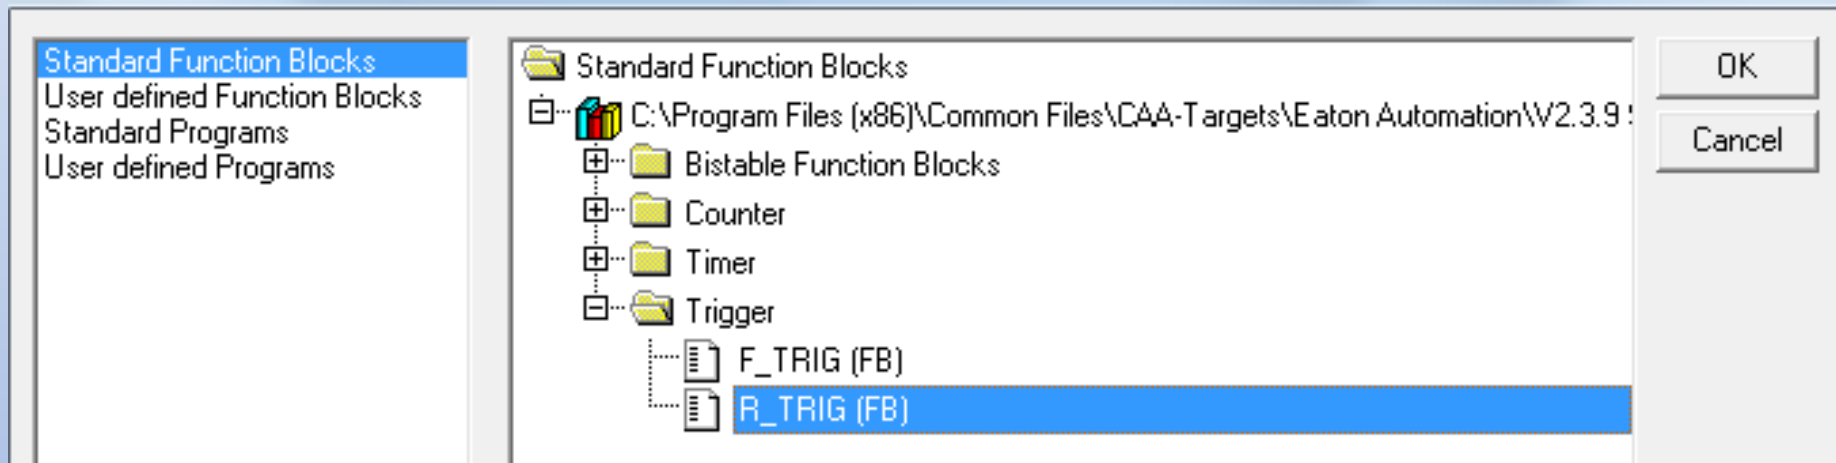 Standard Function Blocks
User defined Function Blocks
Standard Programs
User defined Programs
Standard Function Blocks
C:\Program Files (x86)\Common Files\CAA-Targets\Eaton Automation\V2.3.9
Bistable Function Blocks
Counter
Timer
Trigger
F_TRIG (FB)
R_TRIG (FB)
OK
Cancel